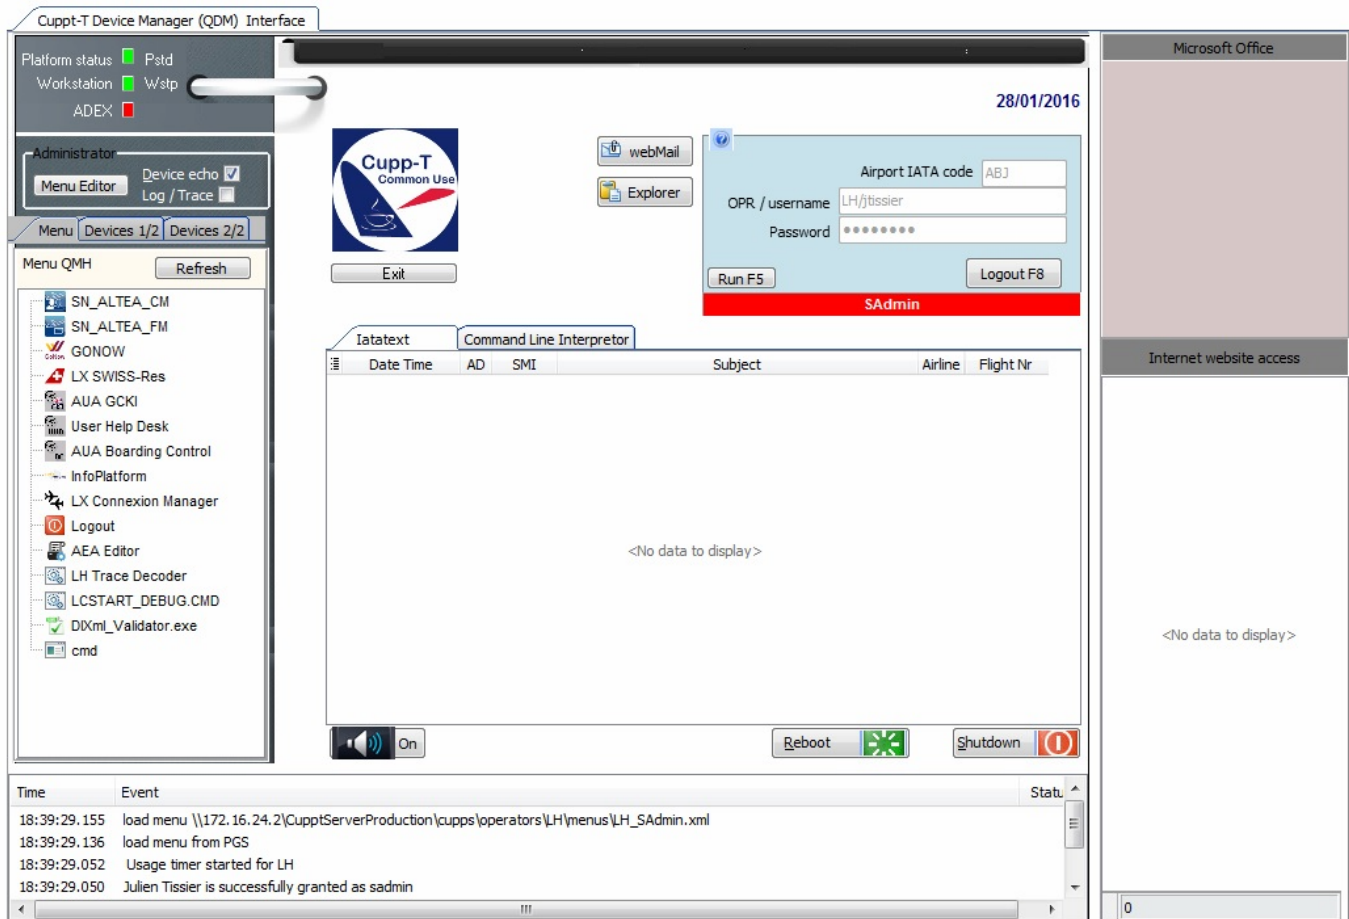 Cuppt-T Device Manager (QDM) Interface
Platform status Pstd
Workstation Wstp
ADEX
Administrator
Menu Editor
Device echo
Log / Trace
Menu Devices 1/2 Devices 2/2
Menu QMH
Refresh
SN_ALTEA_CM
SN_ALTEA_FM
GONOW
LX SWISS-Res
AUA GCKI
User Help Desk
AUA Boarding Control
InfoPlatform
LX Connexion Manager
Logout
AEA Editor
LH Trace Decoder
LCSTART_DEBUG.CMD
DIXml_Validator.exe
cmd
28/01/2016
Cupp-T
Common Use
Exit
webMail
Explorer
Airport IATA code ABJ
OPR / username LH/jtissier
Password ●●●●●●●●
Run F5
Logout F8
SAdmin
Iatatext Command Line Interpretor
Date Time AD SMI Subject Airline Flight Nr
<No data to display>
On
Reboot
Shutdown
Time Event Statu
18:39:29.155 load menu \\172.16.24.2\CupptServerProduction\cupps\operators\LH\menus\LH_SAdmin.xml
18:39:29.136 load menu from PGS
18:39:29.052 Usage timer started for LH
18:39:29.050 Julien Tissier is successfully granted as sadmin
Microsoft Office
Internet website access
<No data to display>
0